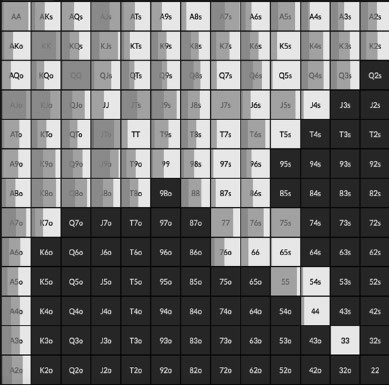 AA AKs AQs AJs ATs A9s A8s A7s A6s A5s A4s A3s A2s
AKo KK KQs KJs KTs K9s K8s K7s K6s K5s K4s K3s K2s
AQo KQo QQ QJs QTs Q9s Q8s Q7s Q6s Q5s Q4s Q3s Q2s
AJo KJo QJo JJ JTs J9s J8s J7s J6s J5s J4s J3s J2s
ATo KTo QTo JTo TT T9s T8s T7s T6s T5s T4s T3s T2s
A9o K9o Q9o J9o T9o 99 98s 97s 96s 95s 94s 93s 92s
A8o K8o Q8o J8o T8o 98o 88 87s 86s 85s 84s 83s 82s
A7o K7o Q7o J7o T7o 97o 87o 77 76s 75s 74s 73s 72s
A6o K6o Q6o J6o T6o 96o 86o 76o 66 65s 64s 63s 62s
A5o K5o Q5o J5o T5o 95o 85o 75o 65o 55 54s 53s 52s
A4o K4o Q4o J4o T4o 94o 84o 74o 64o 54o 44 43s 42s
A3o K3o Q3o J3o T3o 93o 83o 73o 63o 53o 43o 33 32s
A2o K2o Q2o J2o T2o 92o 82o 72o 62o 52o 42o 32o 22